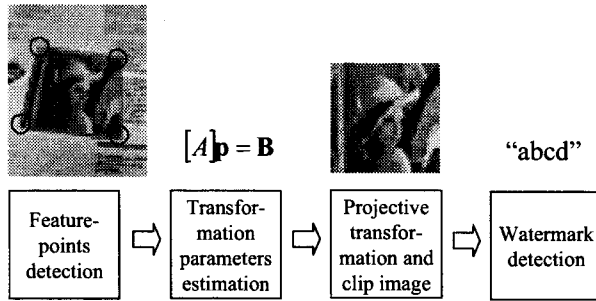 [A]p = B
“abcd”
Feature-
points
detection
Transfor-
mation
parameters
estimation
Projective
transfor-
mation and
clip image
Watermark
detection